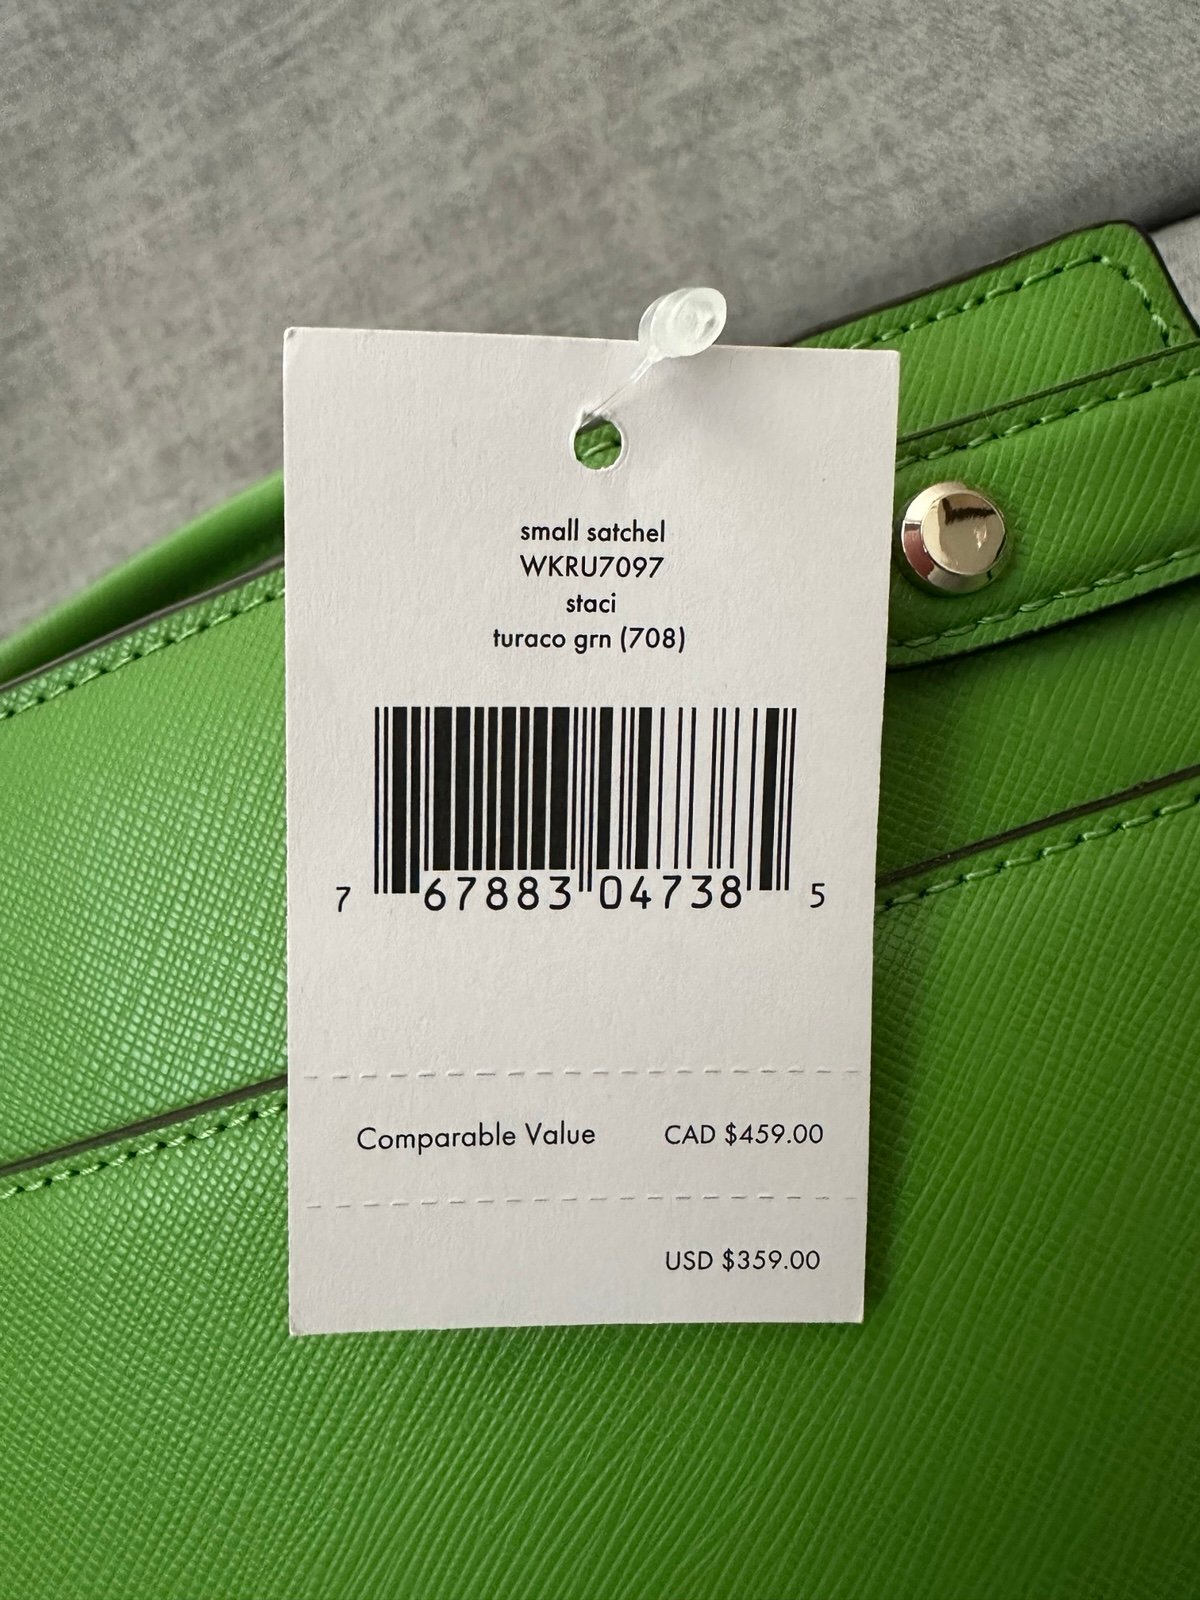 small satchel
WKRU7097
staci
turaco grn (708)
7 67883 04738 5
Comparable Value CAD $459.00
USD $359.00